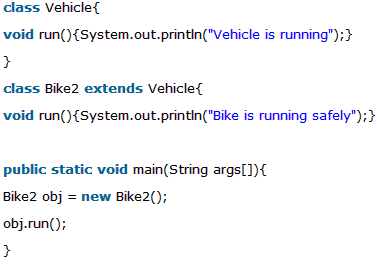 class Vehicle{
void run(){System.out.println("Vehicle is running");}
}
class Bike2 extends Vehicle{
void run(){System.out.println("Bike is running safely");}
public static void main(String args[]){
Bike2 obj = new Bike2();
obj.run();
}